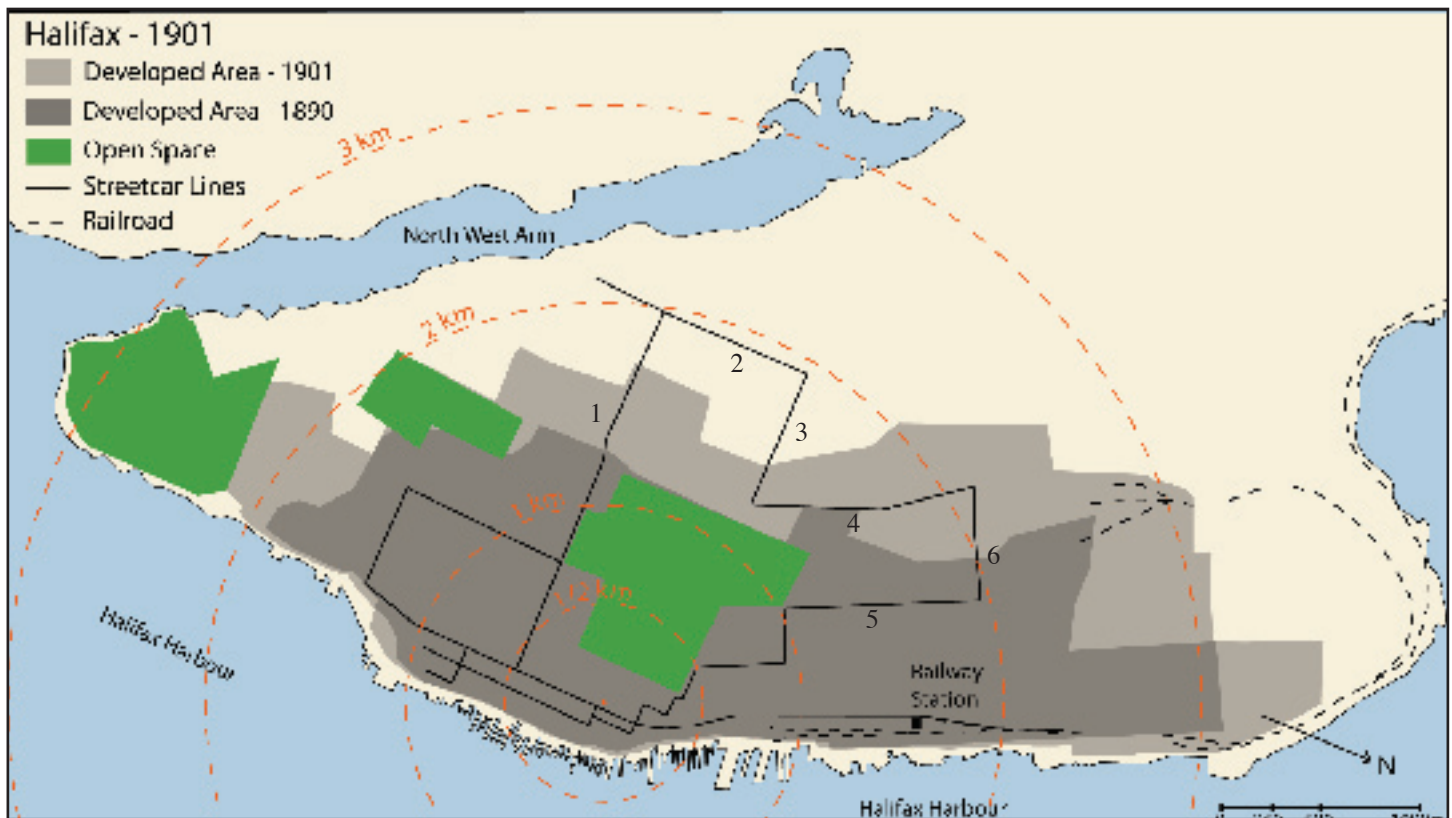 Halifax - 1901
Developed Area - 1901
Developed Area 1890
Open Space
Streetcar Lines
Railroad
3 km
North West Arm
2 km
2
1
3
1 km
4
6
1/2 km
5
Halifax Harbour
Railway
Station
N
Halifax Harbour
0